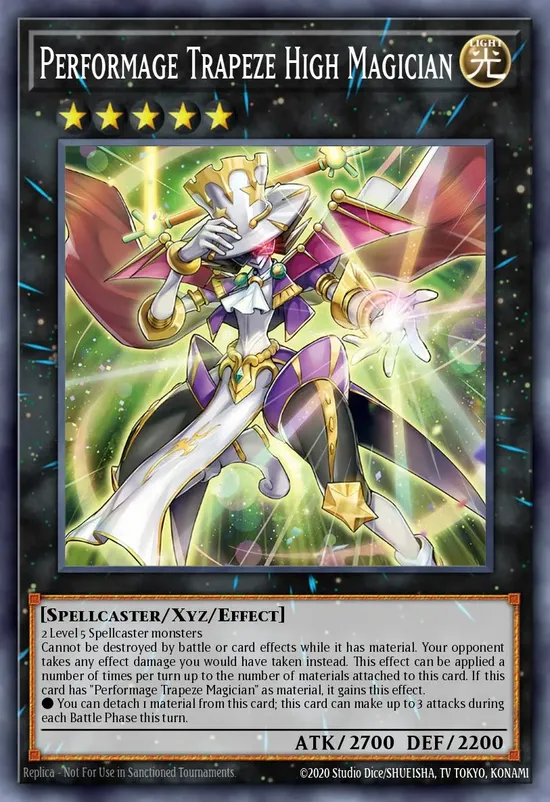 PERFORMAGE TRAPEZE HIGH MAGICIAN
LIGHT
光
[SPELLCASTER/XYZ/EFFECT]
2 Level 5 Spellcaster monsters
Cannot be destroyed by battle or card effects while it has material. Your opponent
takes any effect damage you would have taken instead. This effect can be applied a
number of times per turn up to the number of materials attached to this card. If this
card has "Performage Trapeze Magician" as material, it gains this effect.
● You can detach 1 material from this card; this card can make up to 3 attacks during
each Battle Phase this turn.
ATK/2700 DEF/2200
Replica - Not For Use in Sanctioned Tournaments
©2020 Studio Dice/SHUEISHA, TV TOKYO, KONAMI